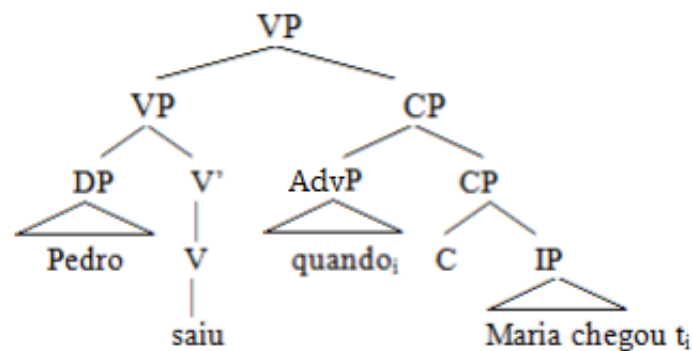 VP
VP CP
DP V' AdvP CP
Pedro V quandoᵢ C IP
saiu Maria chegou tᵢ